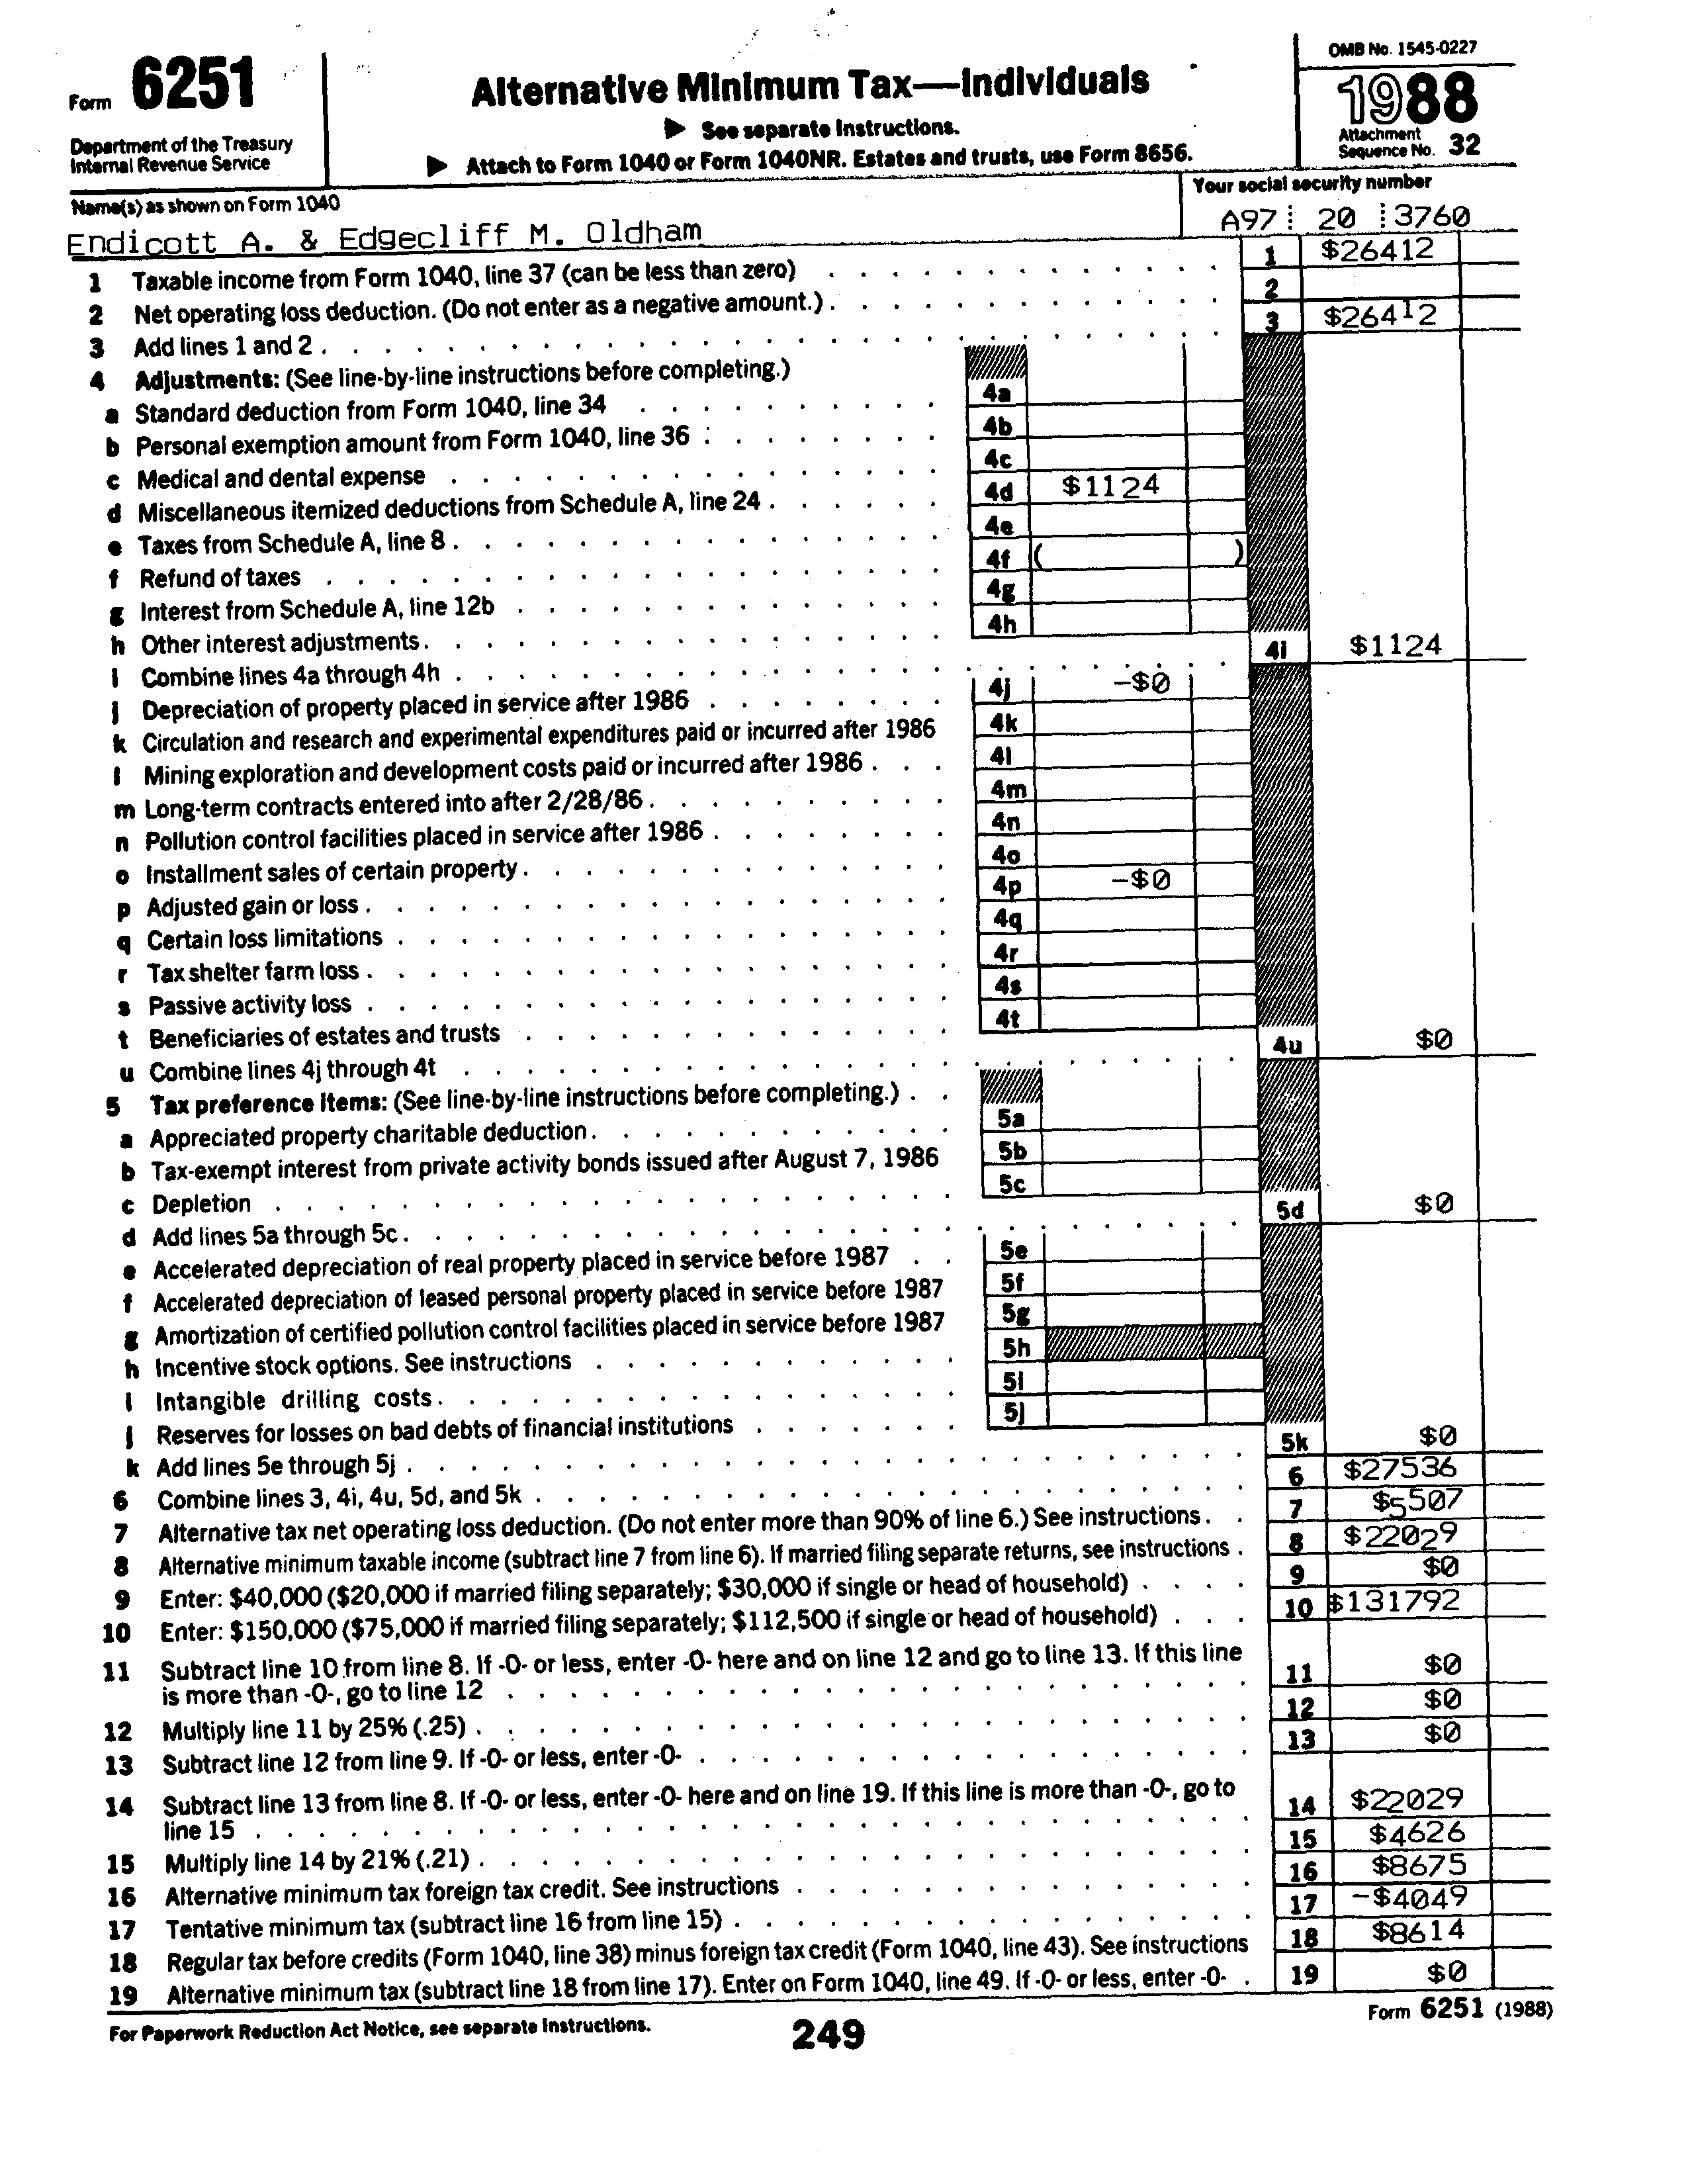 Form 6251
Department of the Treasury
Internal Revenue Service
Alternative Minimum Tax—Individuals
▶ See separate Instructions.
▶ Attach to Form 1040 or Form 1040NR. Estates and trusts, use Form 8656.
OMB No. 1545-0227
1988
Attachment
Sequence No. 32
Name(s) as shown on Form 1040
Endicott A. & Edgecliff M. Oldham
Your social security number
A97 20 3760
1 Taxable income from Form 1040, line 37 (can be less than zero) 1 $26412
2 Net operating loss deduction. (Do not enter as a negative amount.) 2
3 Add lines 1 and 2 3 $26412
4 Adjustments: (See line-by-line instructions before completing.)
a Standard deduction from Form 1040, line 34 4a
b Personal exemption amount from Form 1040, line 36 4b
c Medical and dental expense 4c
d Miscellaneous itemized deductions from Schedule A, line 24 4d $1124
e Taxes from Schedule A, line 8 4e
f Refund of taxes 4f ( )
g Interest from Schedule A, line 12b 4g
h Other interest adjustments 4h
i Combine lines 4a through 4h 4i $1124
j Depreciation of property placed in service after 1986 4j -$0
k Circulation and research and experimental expenditures paid or incurred after 1986 4k
l Mining exploration and development costs paid or incurred after 1986 4l
m Long-term contracts entered into after 2/28/86 4m
n Pollution control facilities placed in service after 1986 4n
o Installment sales of certain property 4o
p Adjusted gain or loss 4p -$0
q Certain loss limitations 4q
r Tax shelter farm loss 4r
s Passive activity loss 4s
t Beneficiaries of estates and trusts 4t
u Combine lines 4j through 4t 4u $0
5 Tax preference items: (See line-by-line instructions before completing.)
a Appreciated property charitable deduction 5a
b Tax-exempt interest from private activity bonds issued after August 7, 1986 5b
c Depletion 5c
d Add lines 5a through 5c 5d $0
e Accelerated depreciation of real property placed in service before 1987 5e
f Accelerated depreciation of leased personal property placed in service before 1987 5f
g Amortization of certified pollution control facilities placed in service before 1987 5g
h Incentive stock options. See instructions 5h
i Intangible drilling costs 5i
j Reserves for losses on bad debts of financial institutions 5j
k Add lines 5e through 5j 5k $0
6 Combine lines 3, 4i, 4u, 5d, and 5k 6 $27536
7 Alternative tax net operating loss deduction. (Do not enter more than 90% of line 6.) See instructions 7 $5507
8 Alternative minimum taxable income (subtract line 7 from line 6). If married filing separate returns, see instructions 8 $22029
9 Enter: $40,000 ($20,000 if married filing separately; $30,000 if single or head of household) 9 $0
10 Enter: $150,000 ($75,000 if married filing separately; $112,500 if single or head of household) 10 $131792
11 Subtract line 10 from line 8. If -0- or less, enter -0- here and on line 12 and go to line 13. If this line
is more than -0-, go to line 12 11 $0
12 Multiply line 11 by 25% (.25) 12 $0
13 Subtract line 12 from line 9. If -0- or less, enter -0- 13 $0
14 Subtract line 13 from line 8. If -0- or less, enter -0- here and on line 19. If this line is more than -0-, go to
line 15 14 $22029
15 Multiply line 14 by 21% (.21) 15 $4626
16 Alternative minimum tax foreign tax credit. See instructions 16 $8675
17 Tentative minimum tax (subtract line 16 from line 15) 17 -$4049
18 Regular tax before credits (Form 1040, line 38) minus foreign tax credit (Form 1040, line 43). See instructions 18 $8614
19 Alternative minimum tax (subtract line 18 from line 17). Enter on Form 1040, line 49. If -0- or less, enter -0- 19 $0
For Paperwork Reduction Act Notice, see separate Instructions.
249
Form 6251 (1988)